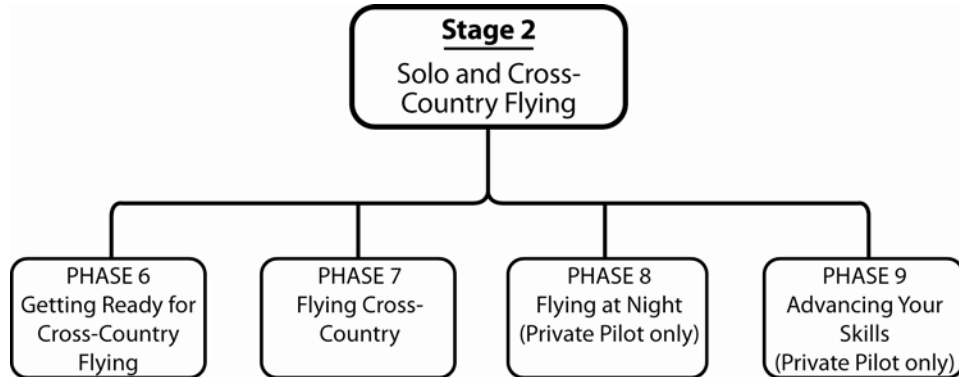 Stage 2
Solo and Cross-
Country Flying
PHASE 6
Getting Ready for
Cross-Country
Flying
PHASE 7
Flying Cross-
Country
PHASE 8
Flying at Night
(Private Pilot only)
PHASE 9
Advancing Your
Skills
(Private Pilot only)